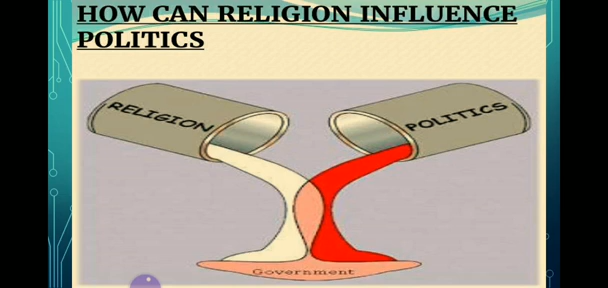 HOW CAN RELIGION INFLUENCE
POLITICS
RELIGION
POLITICS
Government